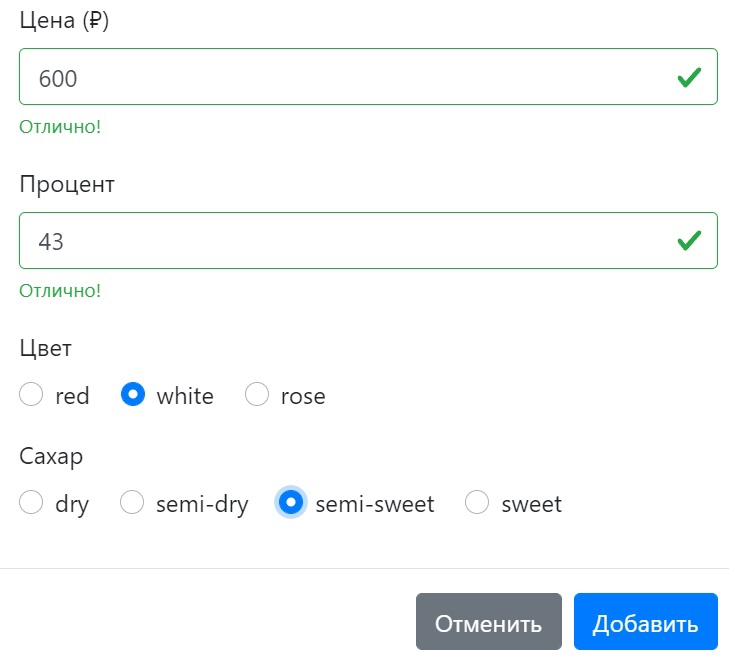 Цена (₽)
600
Отлично!
Процент
43
Отлично!
Цвет
red white rose
Сахар
dry semi-dry semi-sweet sweet
Отменить Добавить